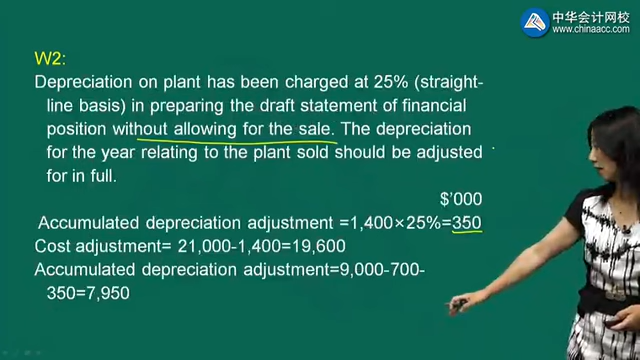 中华会计网校
www.chinaacc.com
W2:
Depreciation on plant has been charged at 25% (straight-
line basis) in preparing the draft statement of financial
position without allowing for the sale. The depreciation
for the year relating to the plant sold should be adjusted
for in full.
$'000
Accumulated depreciation adjustment =1,400×25%=350
Cost adjustment= 21,000-1,400=19,600
Accumulated depreciation adjustment=9,000-700-
350=7,950